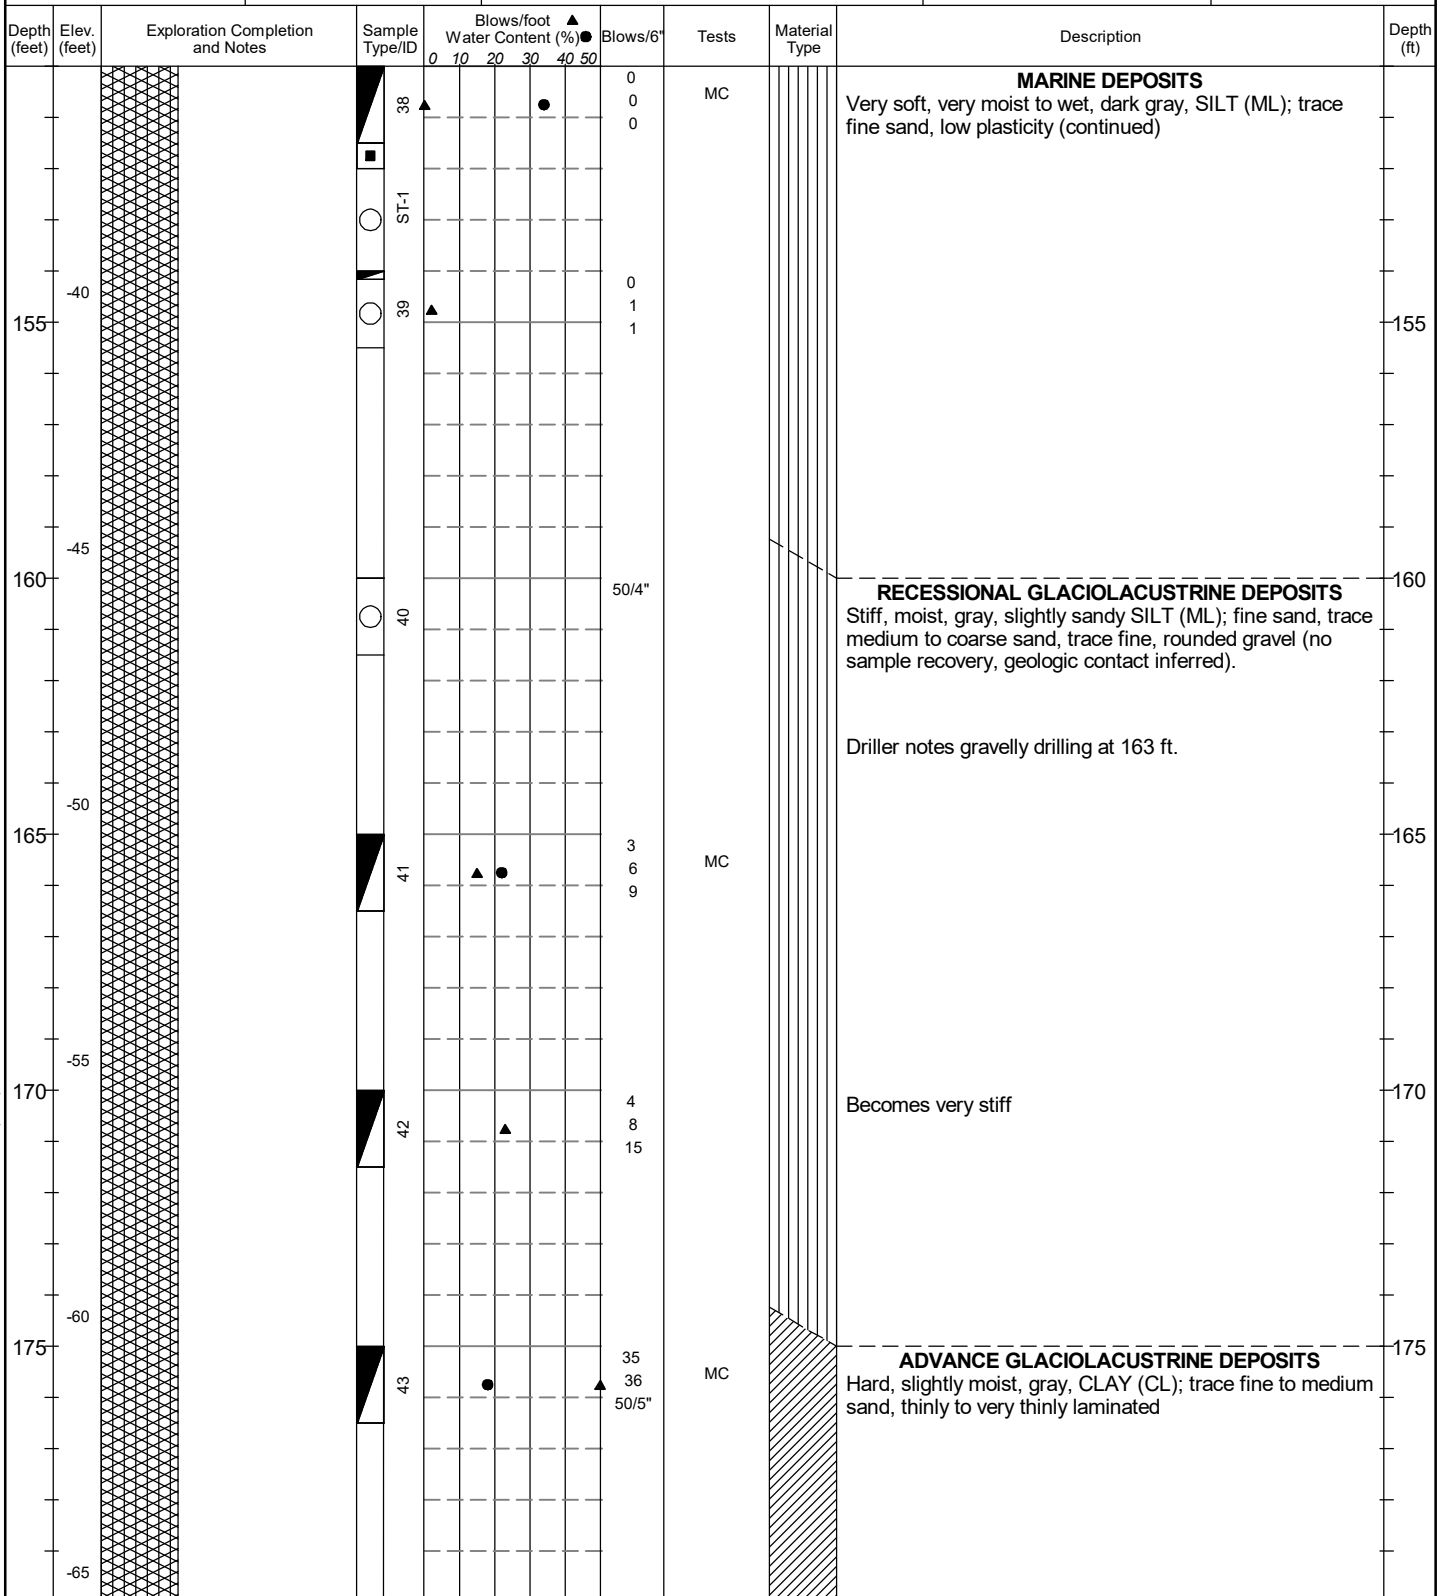 Depth (feet)
Elev. (feet)
Exploration Completion and Notes
Sample Type/ID
Blows/foot ▲
Water Content (%) ●
0 10 20 30 40 50
Blows/6"
Tests
Material Type
Description
Depth (ft)
38
0
0
0
MC
MARINE DEPOSITS
Very soft, very moist to wet, dark gray, SILT (ML); trace
fine sand, low plasticity (continued)
ST-1
-40
39
0
1
1
155
155
-45
160
40
50/4"
160
RECESSIONAL GLACIOLACUSTRINE DEPOSITS
Stiff, moist, gray, slightly sandy SILT (ML); fine sand, trace
medium to coarse sand, trace fine, rounded gravel (no
sample recovery, geologic contact inferred).
Driller notes gravelly drilling at 163 ft.
-50
165
41
3
6
9
MC
165
-55
170
42
4
8
15
Becomes very stiff
170
-60
175
43
35
36
50/5"
MC
175
ADVANCE GLACIOLACUSTRINE DEPOSITS
Hard, slightly moist, gray, CLAY (CL); trace fine to medium
sand, thinly to very thinly laminated
-65